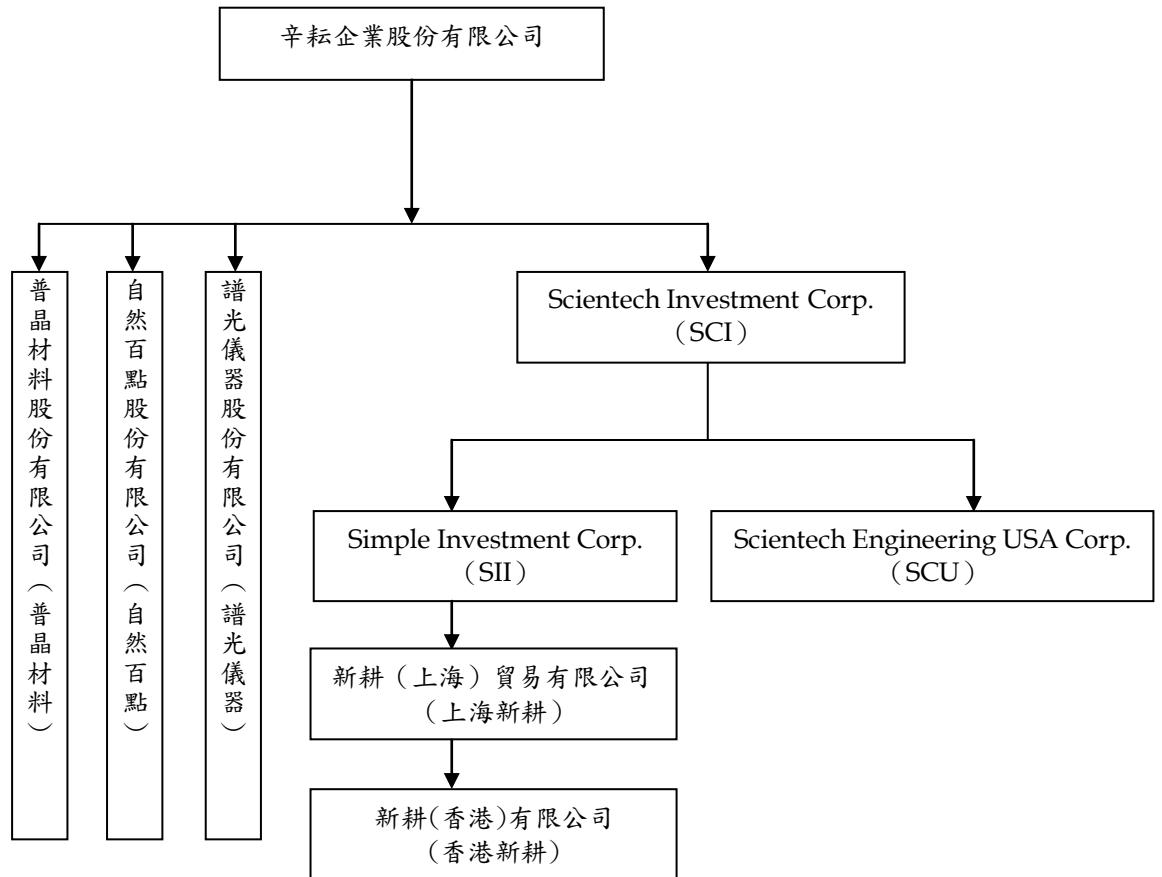 辛耘企業股份有限公司
普晶材料股份有限公司（普晶材料）
自然百點股份有限公司（自然百點）
譜光儀器股份有限公司（譜光儀器）
Scientech Investment Corp.
（SCI）
Simple Investment Corp.
（SII）
Scientech Engineering USA Corp.
（SCU）
新耕（上海）貿易有限公司
(上海新耕）
新耕(香港)有限公司
(香港新耕）